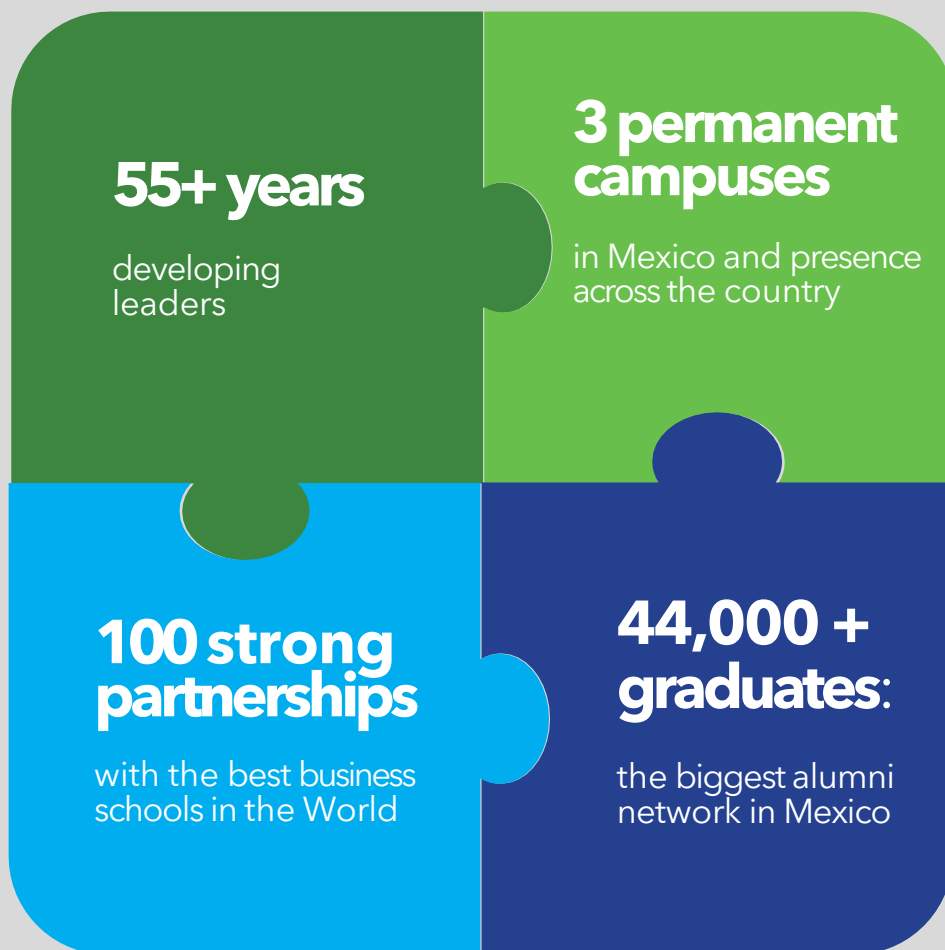 55+ years
developing
leaders
3 permanent
campuses
in Mexico and presence
across the country
100 strong
partnerships
with the best business
schools in the World
44,000 +
graduates:
the biggest alumni
network in Mexico